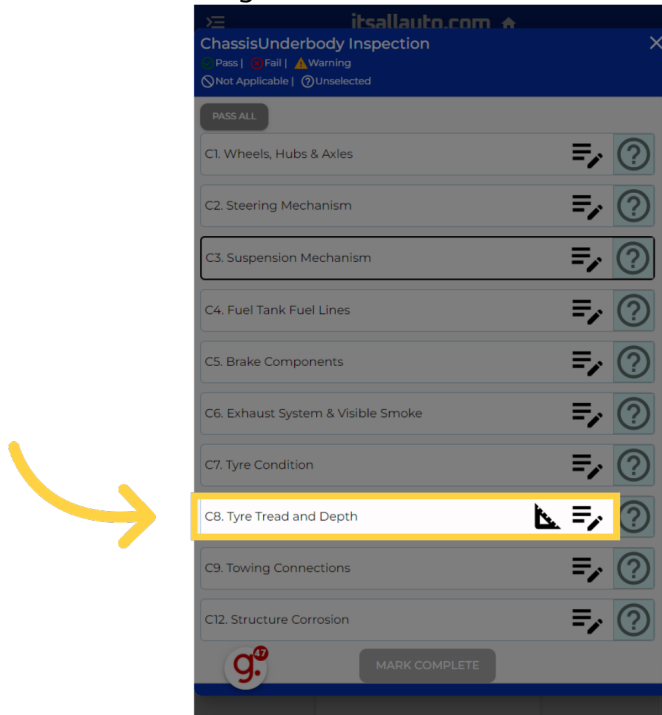 itsallauto.com
ChassisUnderbody Inspection
Pass | Fail | Warning
Not Applicable | Unselected
PASS ALL
C1. Wheels, Hubs & Axles
C2. Steering Mechanism
C3. Suspension Mechanism
C4. Fuel Tank Fuel Lines
C5. Brake Components
C6. Exhaust System & Visible Smoke
C7. Tyre Condition
C8. Tyre Tread and Depth
C9. Towing Connections
C12. Structure Corrosion
g. 47
MARK COMPLETE